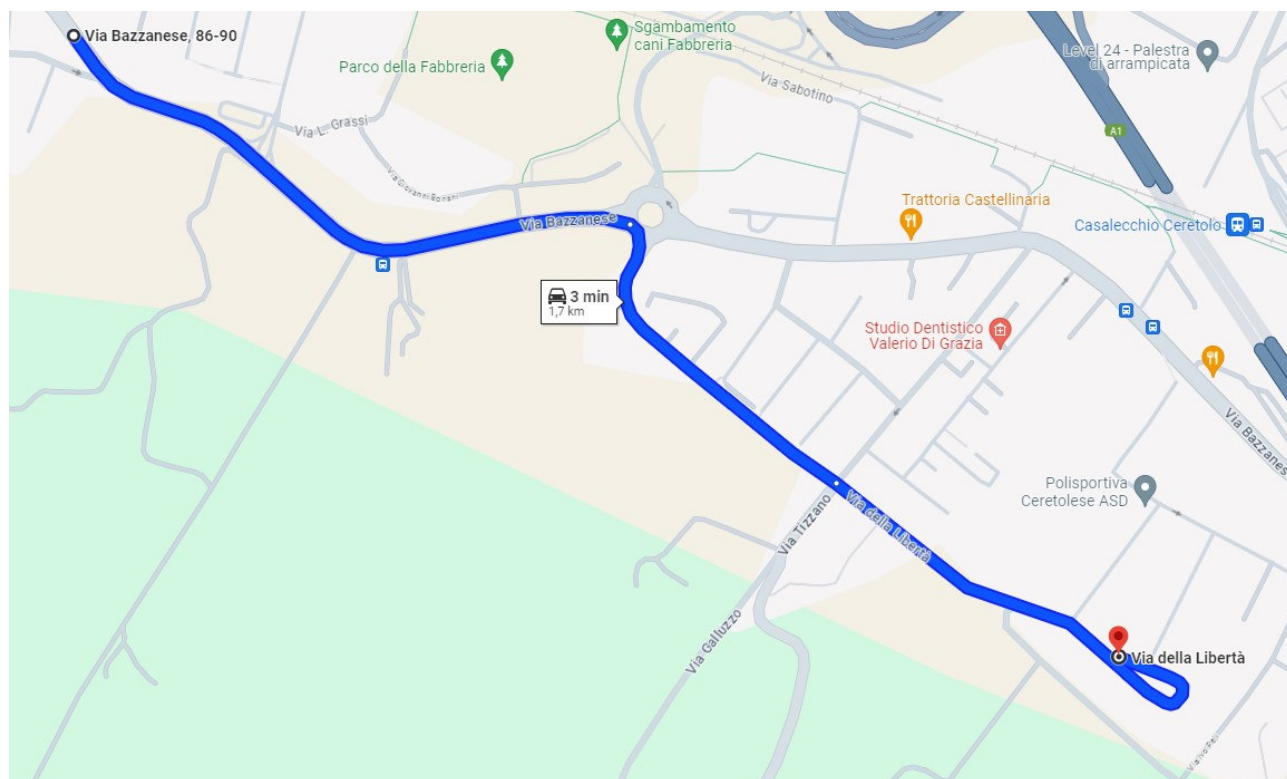 Via Bazzanese, 86-90
Sgambamento
cani Fabbreria
Parco della Fabbreria
Level 24 - Palestra
di arrampicata
Via Sabotino
A1
Via L. Grassi
Trattoria Castellinaria
Via Bazzanese
Casalecchio Ceretolo
3 min
1,7 km
Studio Dentistico
Valerio Di Grazia
Via Bazzanes
Polisportiva
Ceretolese ASD
Via Tizzano
Via della Libertà
Via Galluzzo
Via della Libertà